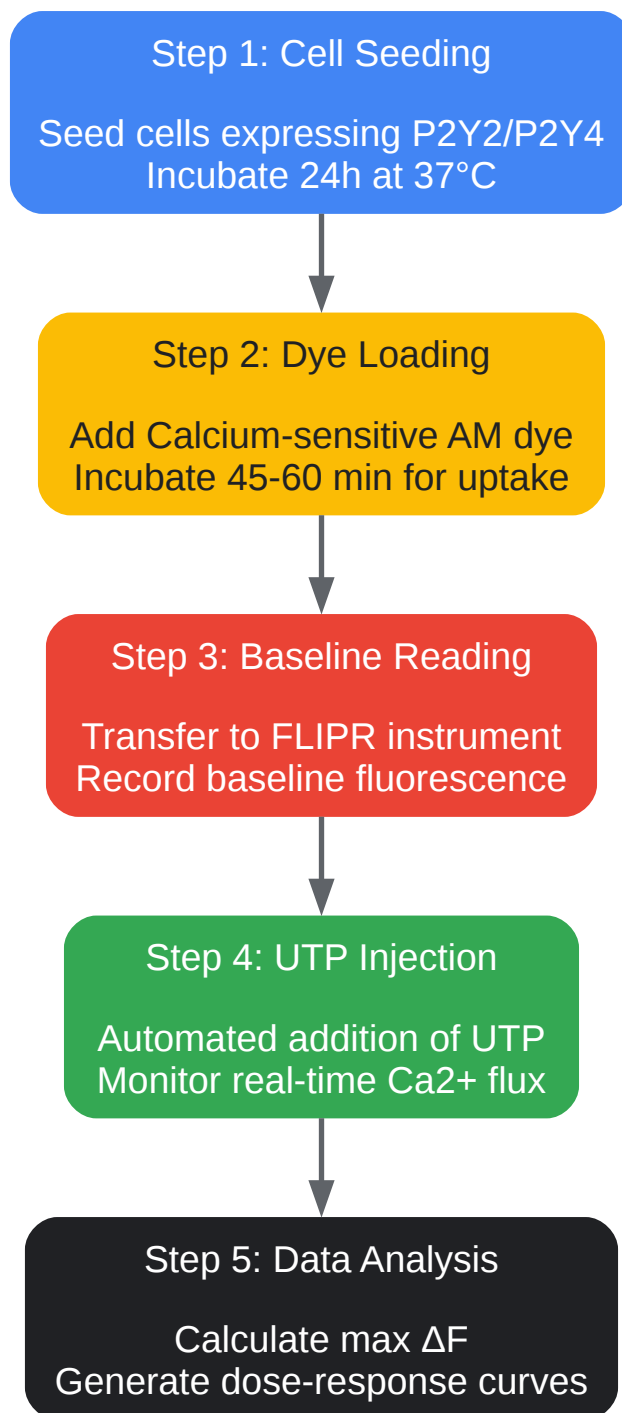 Step 1: Cell Seeding
Seed cells expressing P2Y2/P2Y4
Incubate 24h at 37°C
Step 2: Dye Loading
Add Calcium-sensitive AM dye
Incubate 45-60 min for uptake
Step 3: Baseline Reading
Transfer to FLIPR instrument
Record baseline fluorescence
Step 4: UTP Injection
Automated addition of UTP
Monitor real-time Ca2+ flux
Step 5: Data Analysis
Calculate max ΔF
Generate dose-response curves